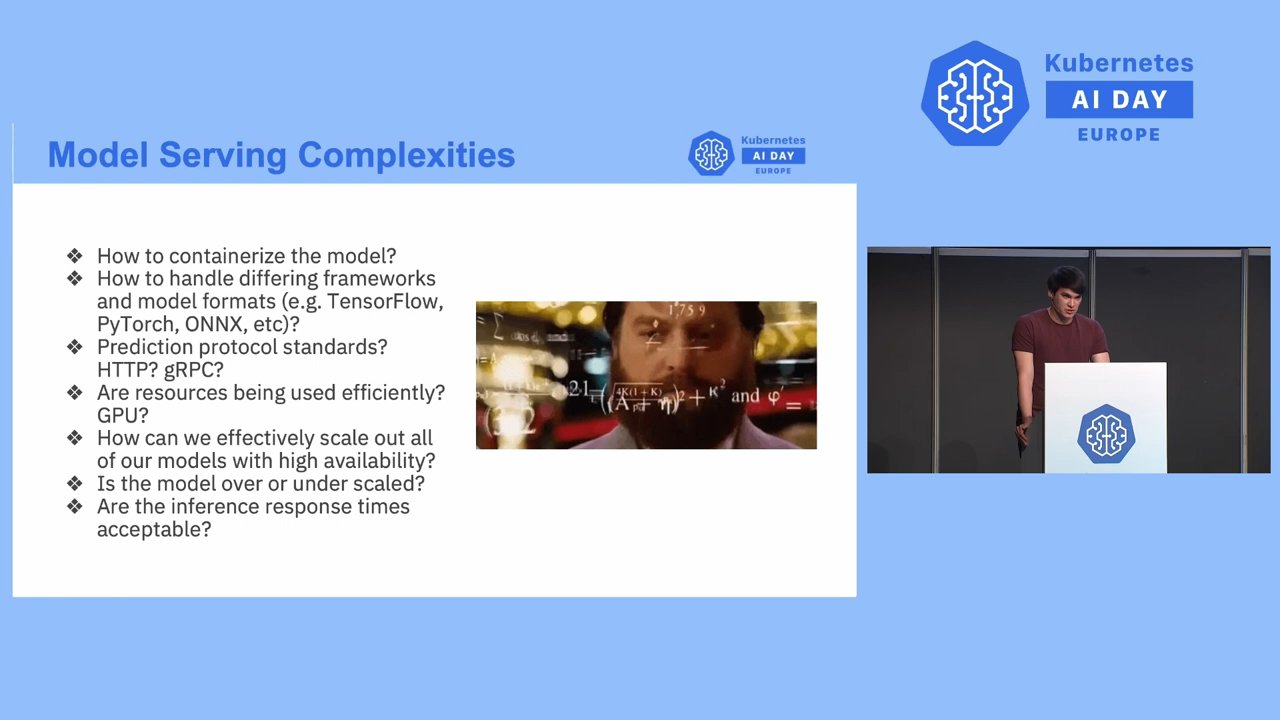 Kubernetes
AI DAY
EUROPE
Model Serving Complexities
Kubernetes
AI DAY
EUROPE
❖ How to containerize the model?
❖ How to handle differing frameworks
and model formats (e.g. TensorFlow,
PyTorch, ONNX, etc)?
❖ Prediction protocol standards?
HTTP? gRPC?
❖ Are resources being used efficiently?
GPU?
❖ How can we effectively scale out all
of our models with high availability?
❖ Is the model over or under scaled?
❖ Are the inference response times
acceptable?
and φ'